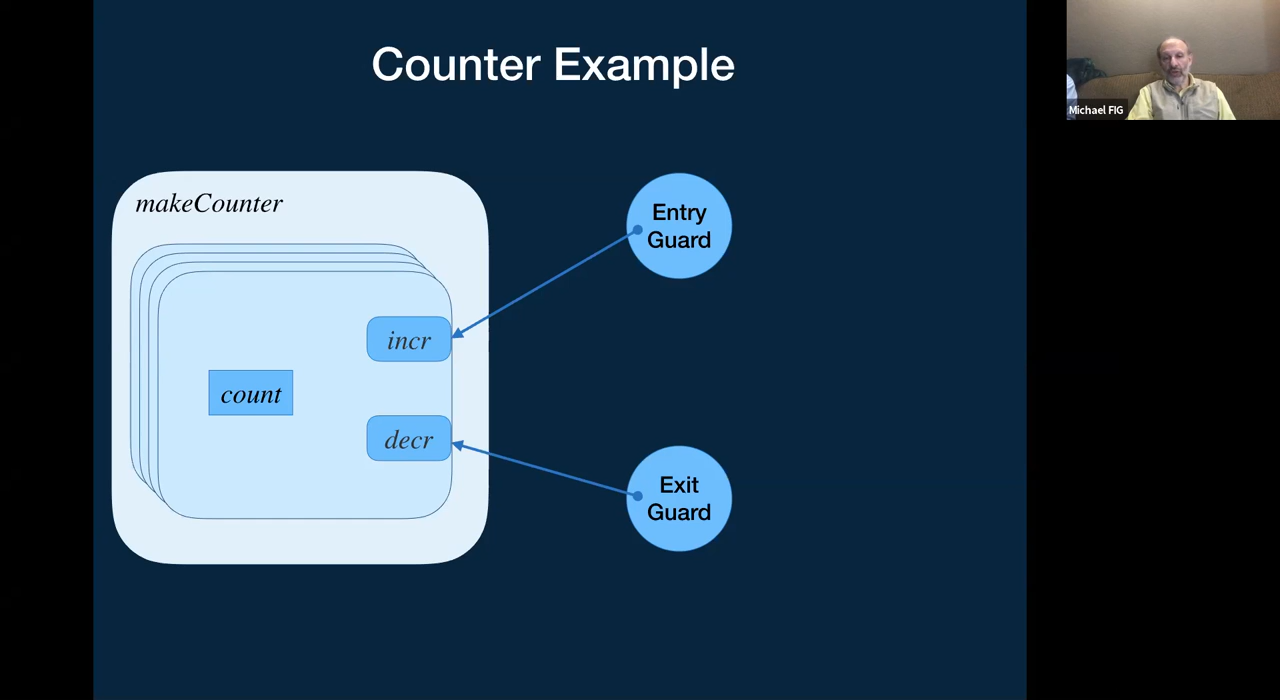 Counter Example
makeCounter
incr
count
decr
Entry
Guard
Exit
Guard
Michael FIG